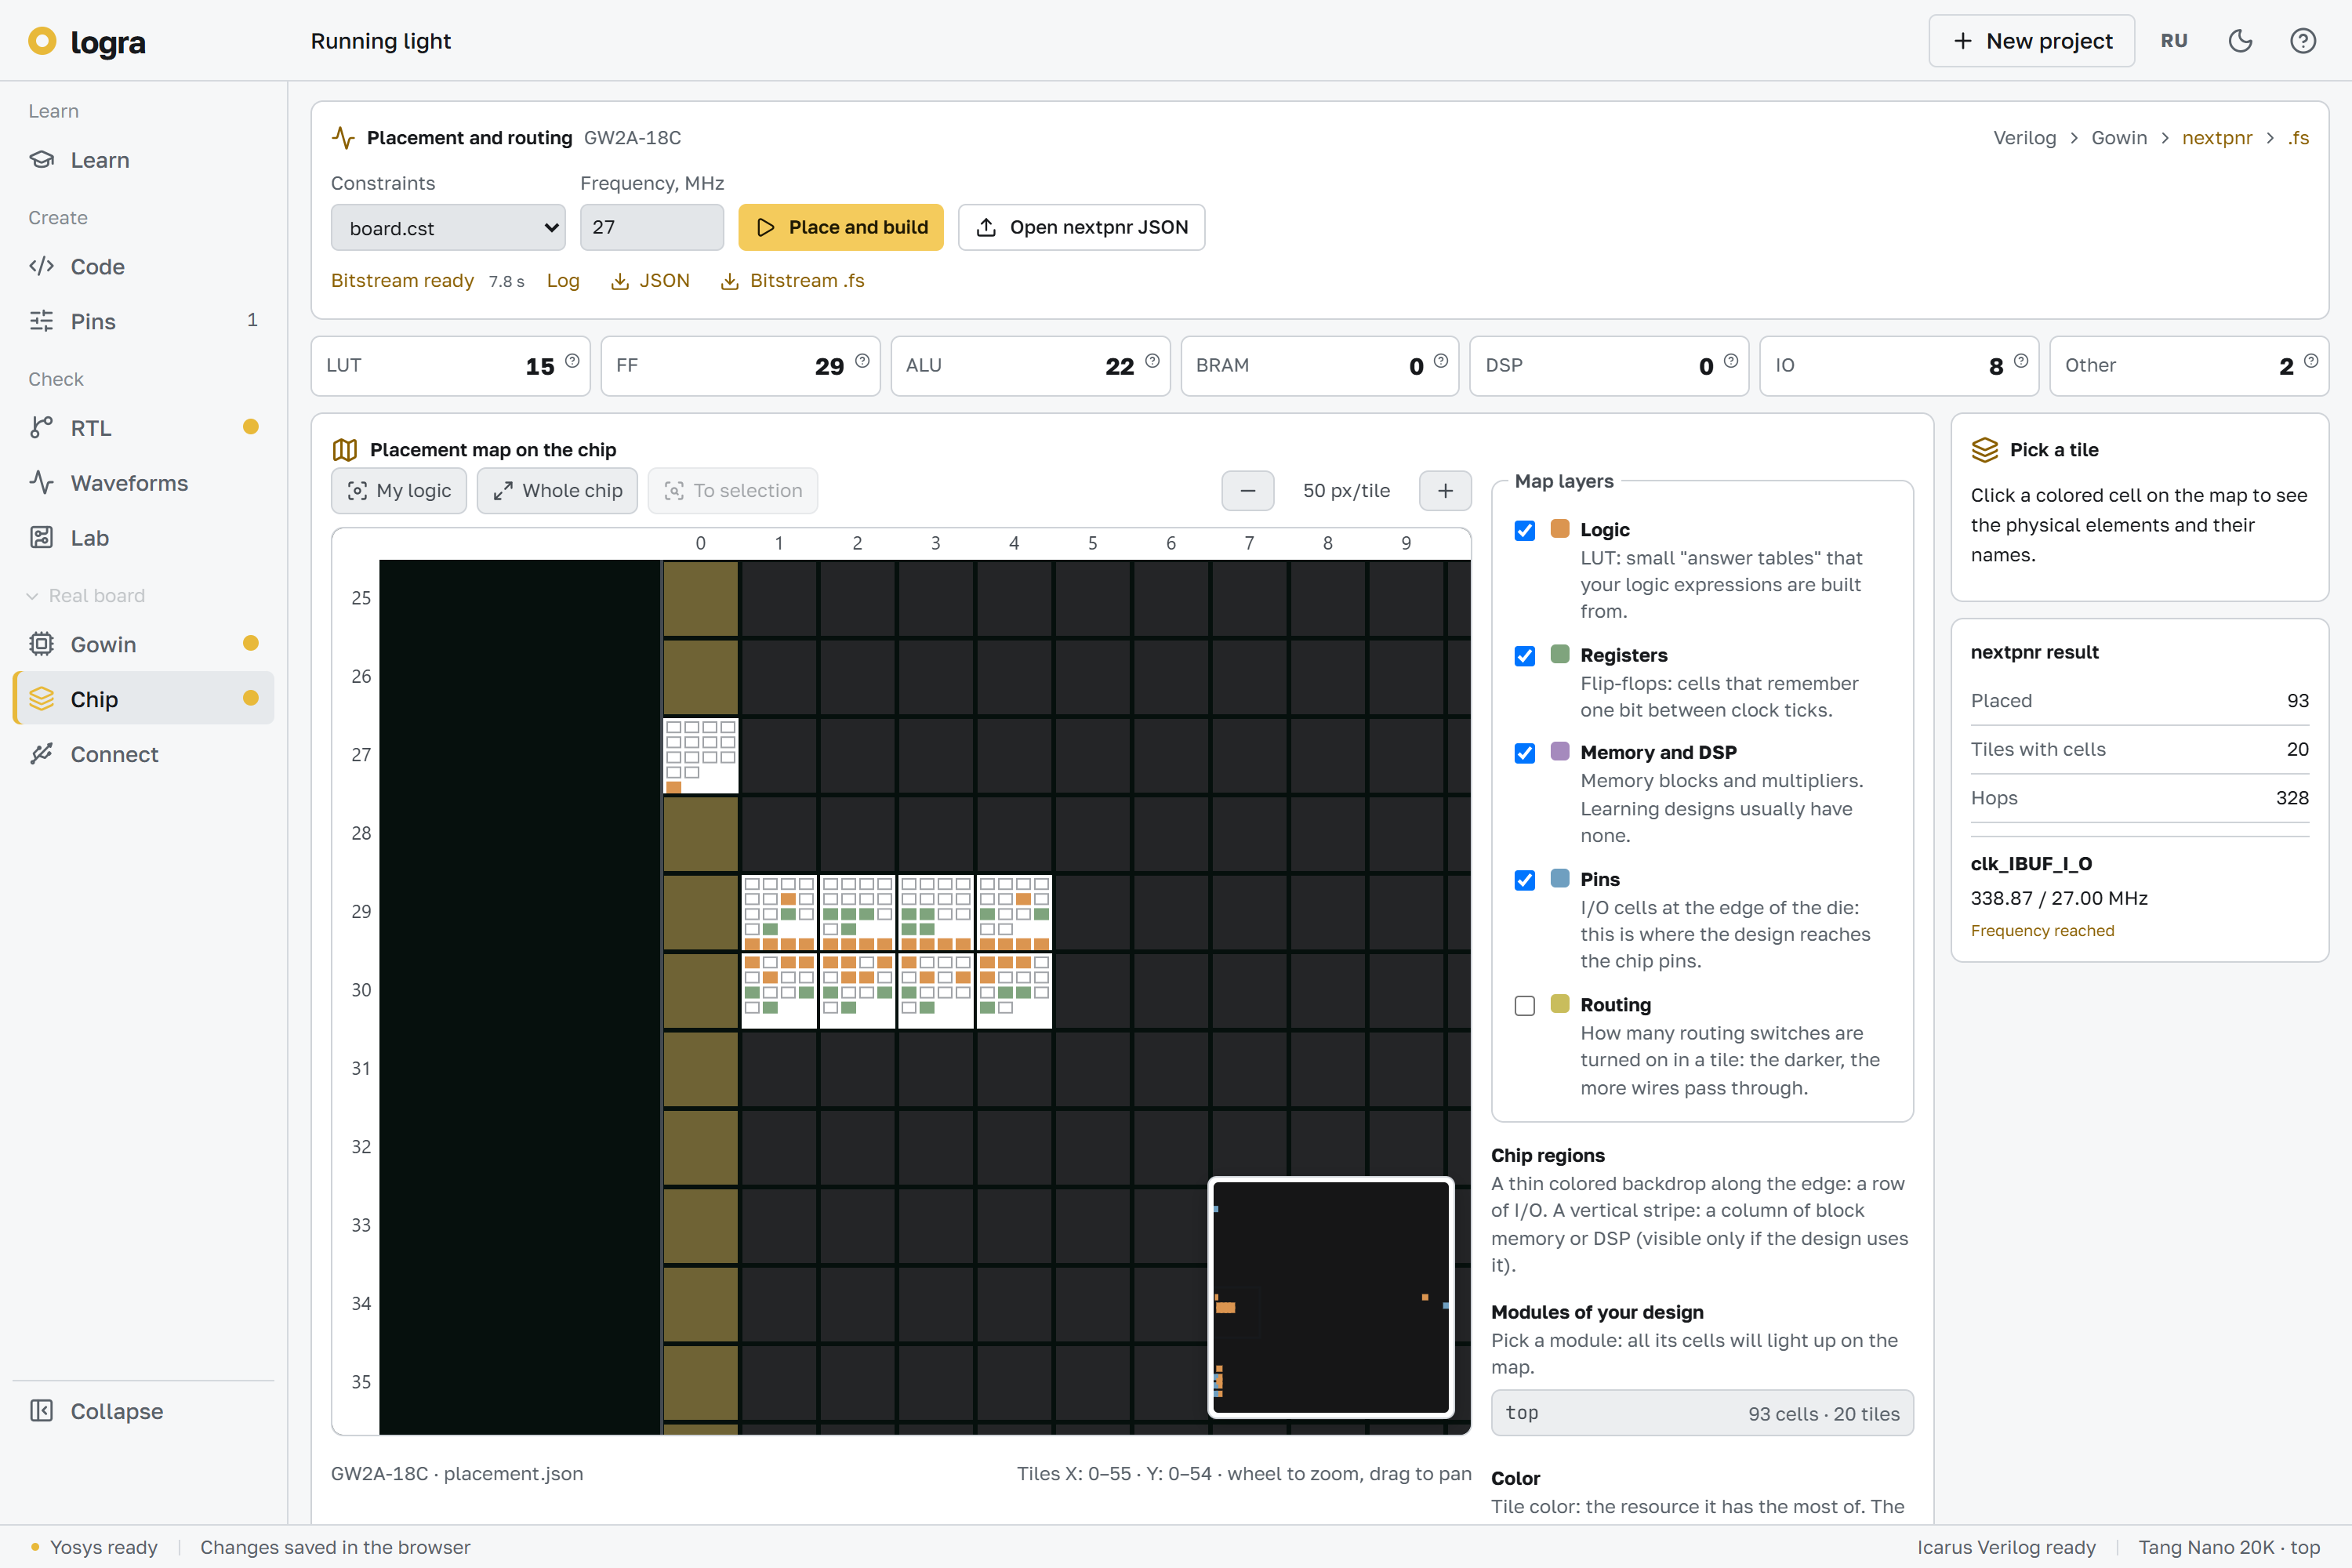 logra
Running light
New project
RU
Learn
Learn
Create
Code
Pins 1
Check
RTL
Waveforms
Lab
Real board
Gowin
Chip
Connect
Collapse
Placement and routing GW2A-18C
Verilog > Gowin > nextpnr > .fs
Constraints Frequency, MHz
board.cst 27 Place and build Open nextpnr JSON
Bitstream ready 7.8 s Log JSON Bitstream .fs
LUT 15 FF 29 ALU 22 BRAM 0 DSP 0 IO 8 Other 2
Placement map on the chip
My logic Whole chip To selection
− 50 px/tile +
0 1 2 3 4 5 6 7 8 9
25
26
27
28
29
30
31
32
33
34
35
GW2A-18C · placement.json
Tiles X: 0–55 · Y: 0–54 · wheel to zoom, drag to pan
Map layers
Logic
LUT: small "answer tables" that
your logic expressions are built
from.
Registers
Flip-flops: cells that remember
one bit between clock ticks.
Memory and DSP
Memory blocks and multipliers.
Learning designs usually have
none.
Pins
I/O cells at the edge of the die:
this is where the design reaches
the chip pins.
Routing
How many routing switches are
turned on in a tile: the darker, the
more wires pass through.
Chip regions
A thin colored backdrop along the edge: a row
of I/O. A vertical stripe: a column of block
memory or DSP (visible only if the design uses
it).
Modules of your design
Pick a module: all its cells will light up on the
map.
top 93 cells · 20 tiles
Color
Tile color: the resource it has the most of. The
Pick a tile
Click a colored cell on the map to see
the physical elements and their
names.
nextpnr result
Placed 93
Tiles with cells 20
Hops 328
clk_IBUF_I_O
338.87 / 27.00 MHz
Frequency reached
Yosys ready
Changes saved in the browser
Icarus Verilog ready
Tang Nano 20K · top